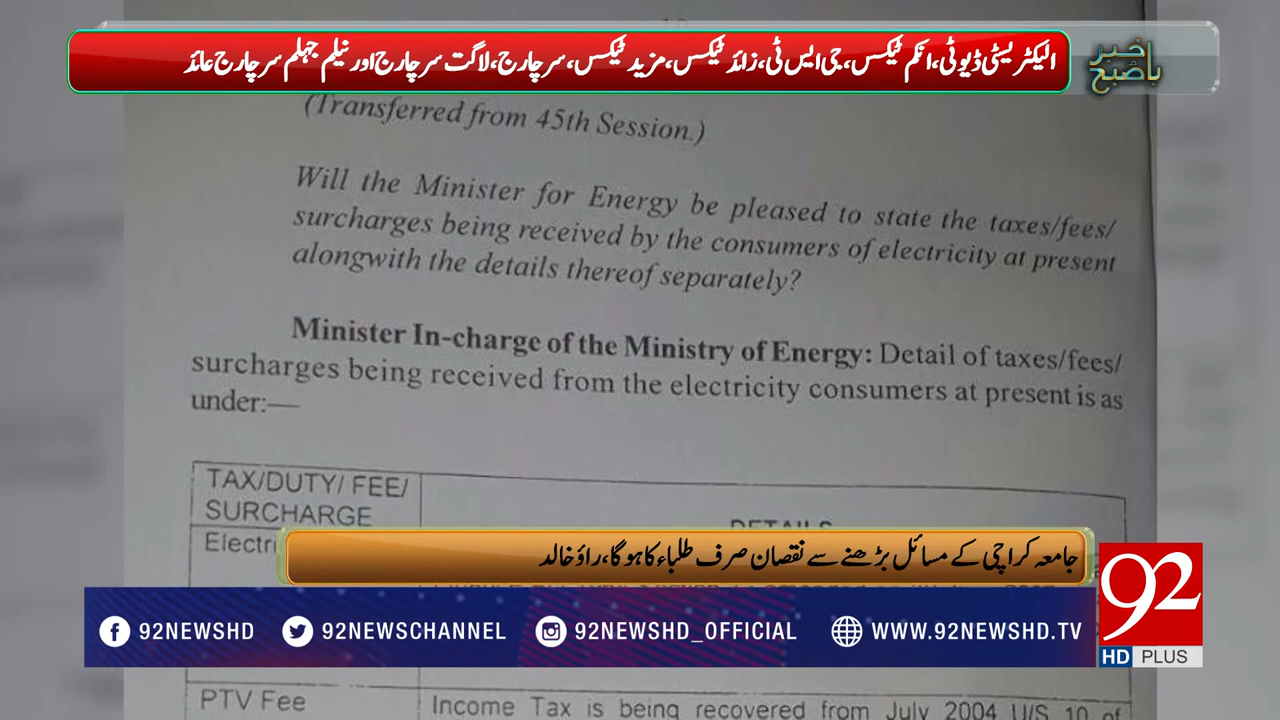 الیکٹریسٹی ڈیوٹی، انکم ٹیکس، جی ایس ٹی، زائد ٹیکس، مزید ٹیکس، سرچارج، لاگت سرچارج اور نیلم جہلم سرچارج عائد
باخبر صبح
(Transferred from 45th Session.)
Will the Minister for Energy be pleased to state the taxes/fees/
surcharges being received by the consumers of electricity at present
alongwith the details thereof separately?
Minister In-charge of the Ministry of Energy: Detail of taxes/fees/
surcharges being received from the electricity consumers at present is as
under:—
TAX/DUTY/ FEE/
SURCHARGE
DETAILS
Electri
جامعہ کراچی کے مسائل بڑھنے سے نقصان صرف طلباء کا ہوگا، راؤ خالد
92NEWSHD 92NEWSCHANNEL 92NEWSHD_OFFICIAL WWW.92NEWSHD.TV
92
HD PLUS
PTV Fee
Income Tax is being recovered from July 2004 U/S 10 of